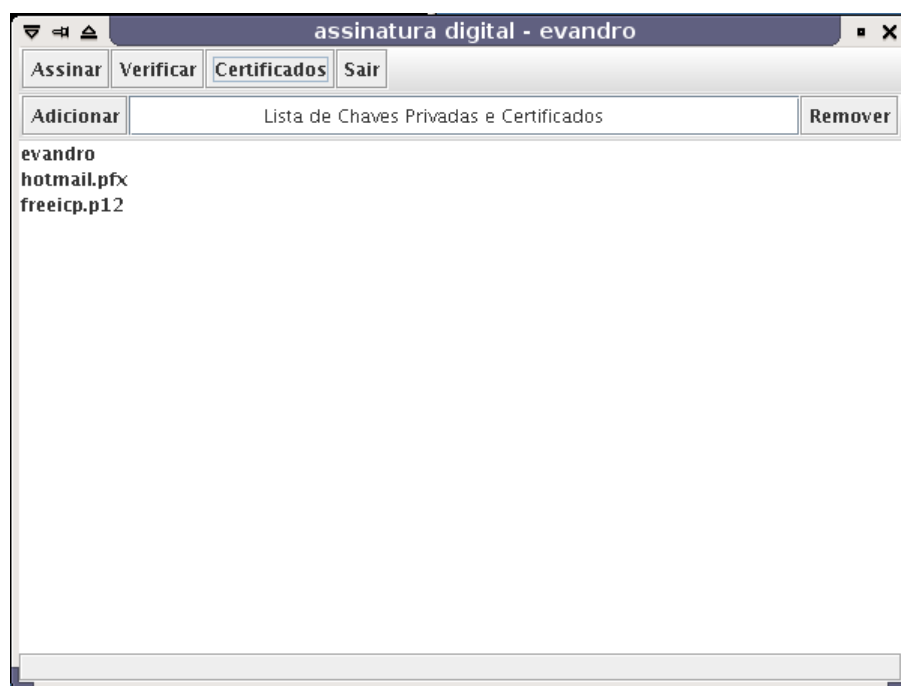 assinatura digital - evandro
Assinar Verificar Certificados Sair
Adicionar Lista de Chaves Privadas e Certificados Remover
evandro
hotmail.pfx
freeicp.p12